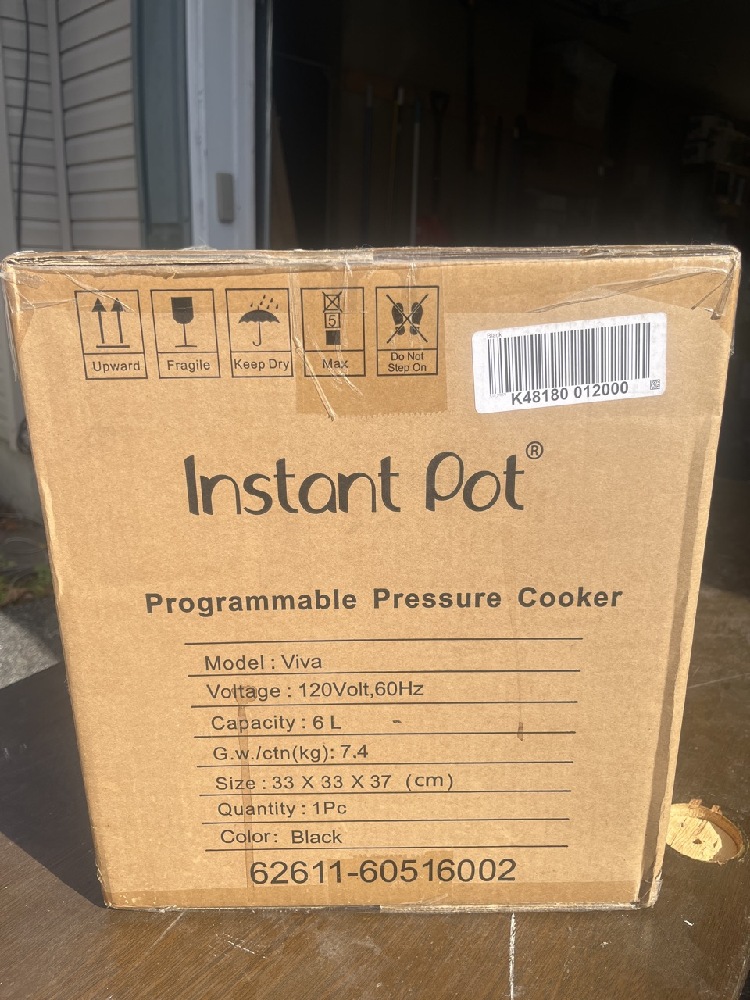 Upward
Fragile
Keep Dry
5
Max
Do Not
Step On
K48180 012000
Instant Pot®
Programmable Pressure Cooker
Model : Viva
Voltage : 120Volt,60Hz
Capacity : 6 L
G.w./ctn(kg): 7.4
Size : 33 X 33 X 37 (cm)
Quantity : 1Pc
Color: Black
62611-60516002